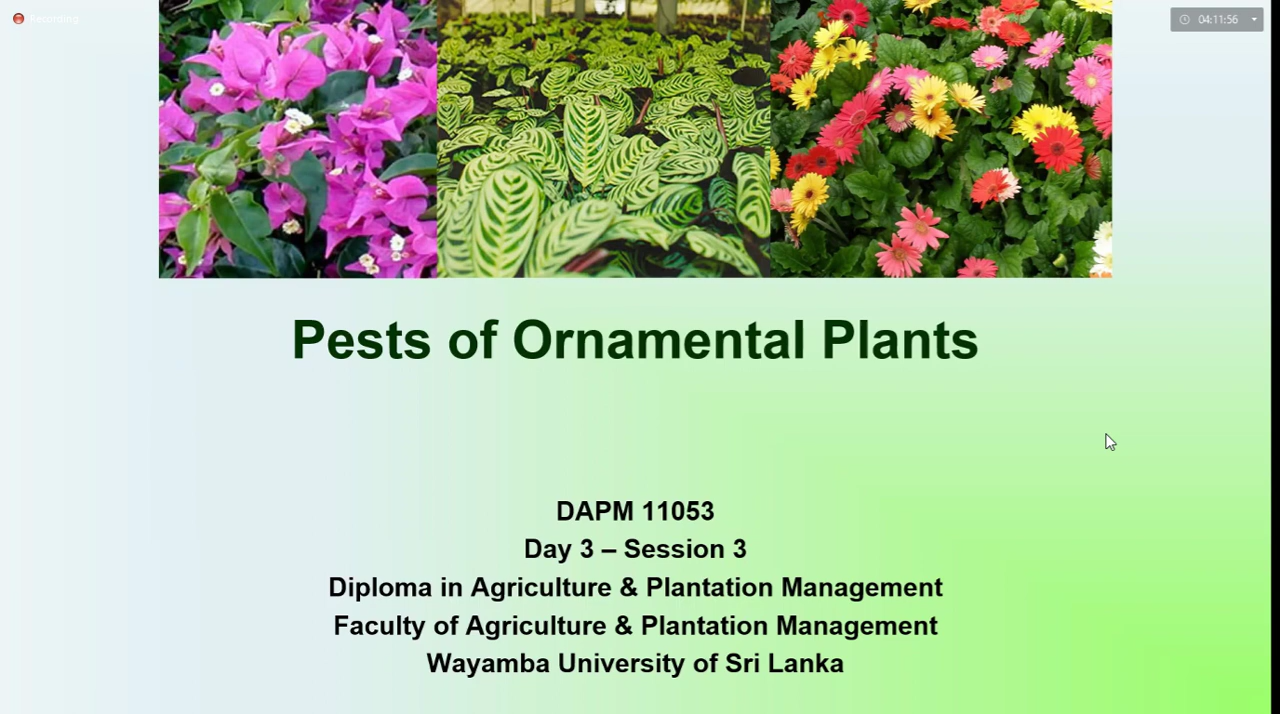 Recording
04:11:56
Pests of Ornamental Plants
DAPM 11053
Day 3 – Session 3
Diploma in Agriculture & Plantation Management
Faculty of Agriculture & Plantation Management
Wayamba University of Sri Lanka